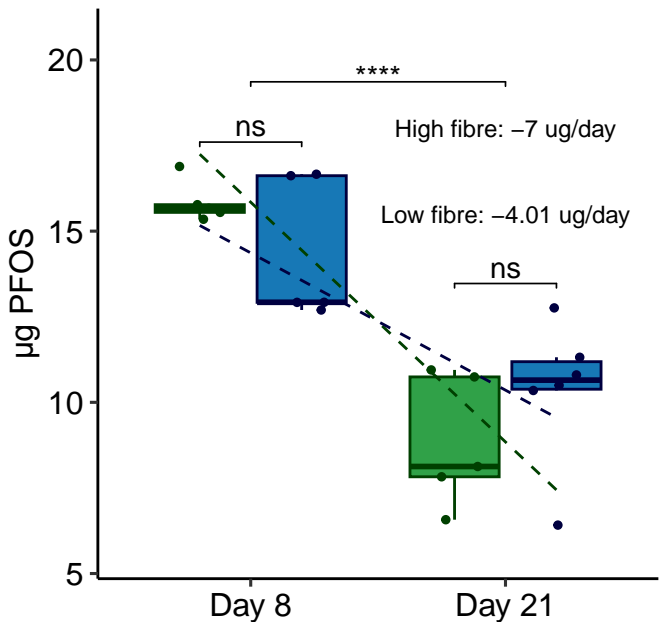 20
****
ns
High fibre: −7 ug/day
Low fibre: −4.01 ug/day
15
µg PFOS
ns
10
5
Day 8
Day 21